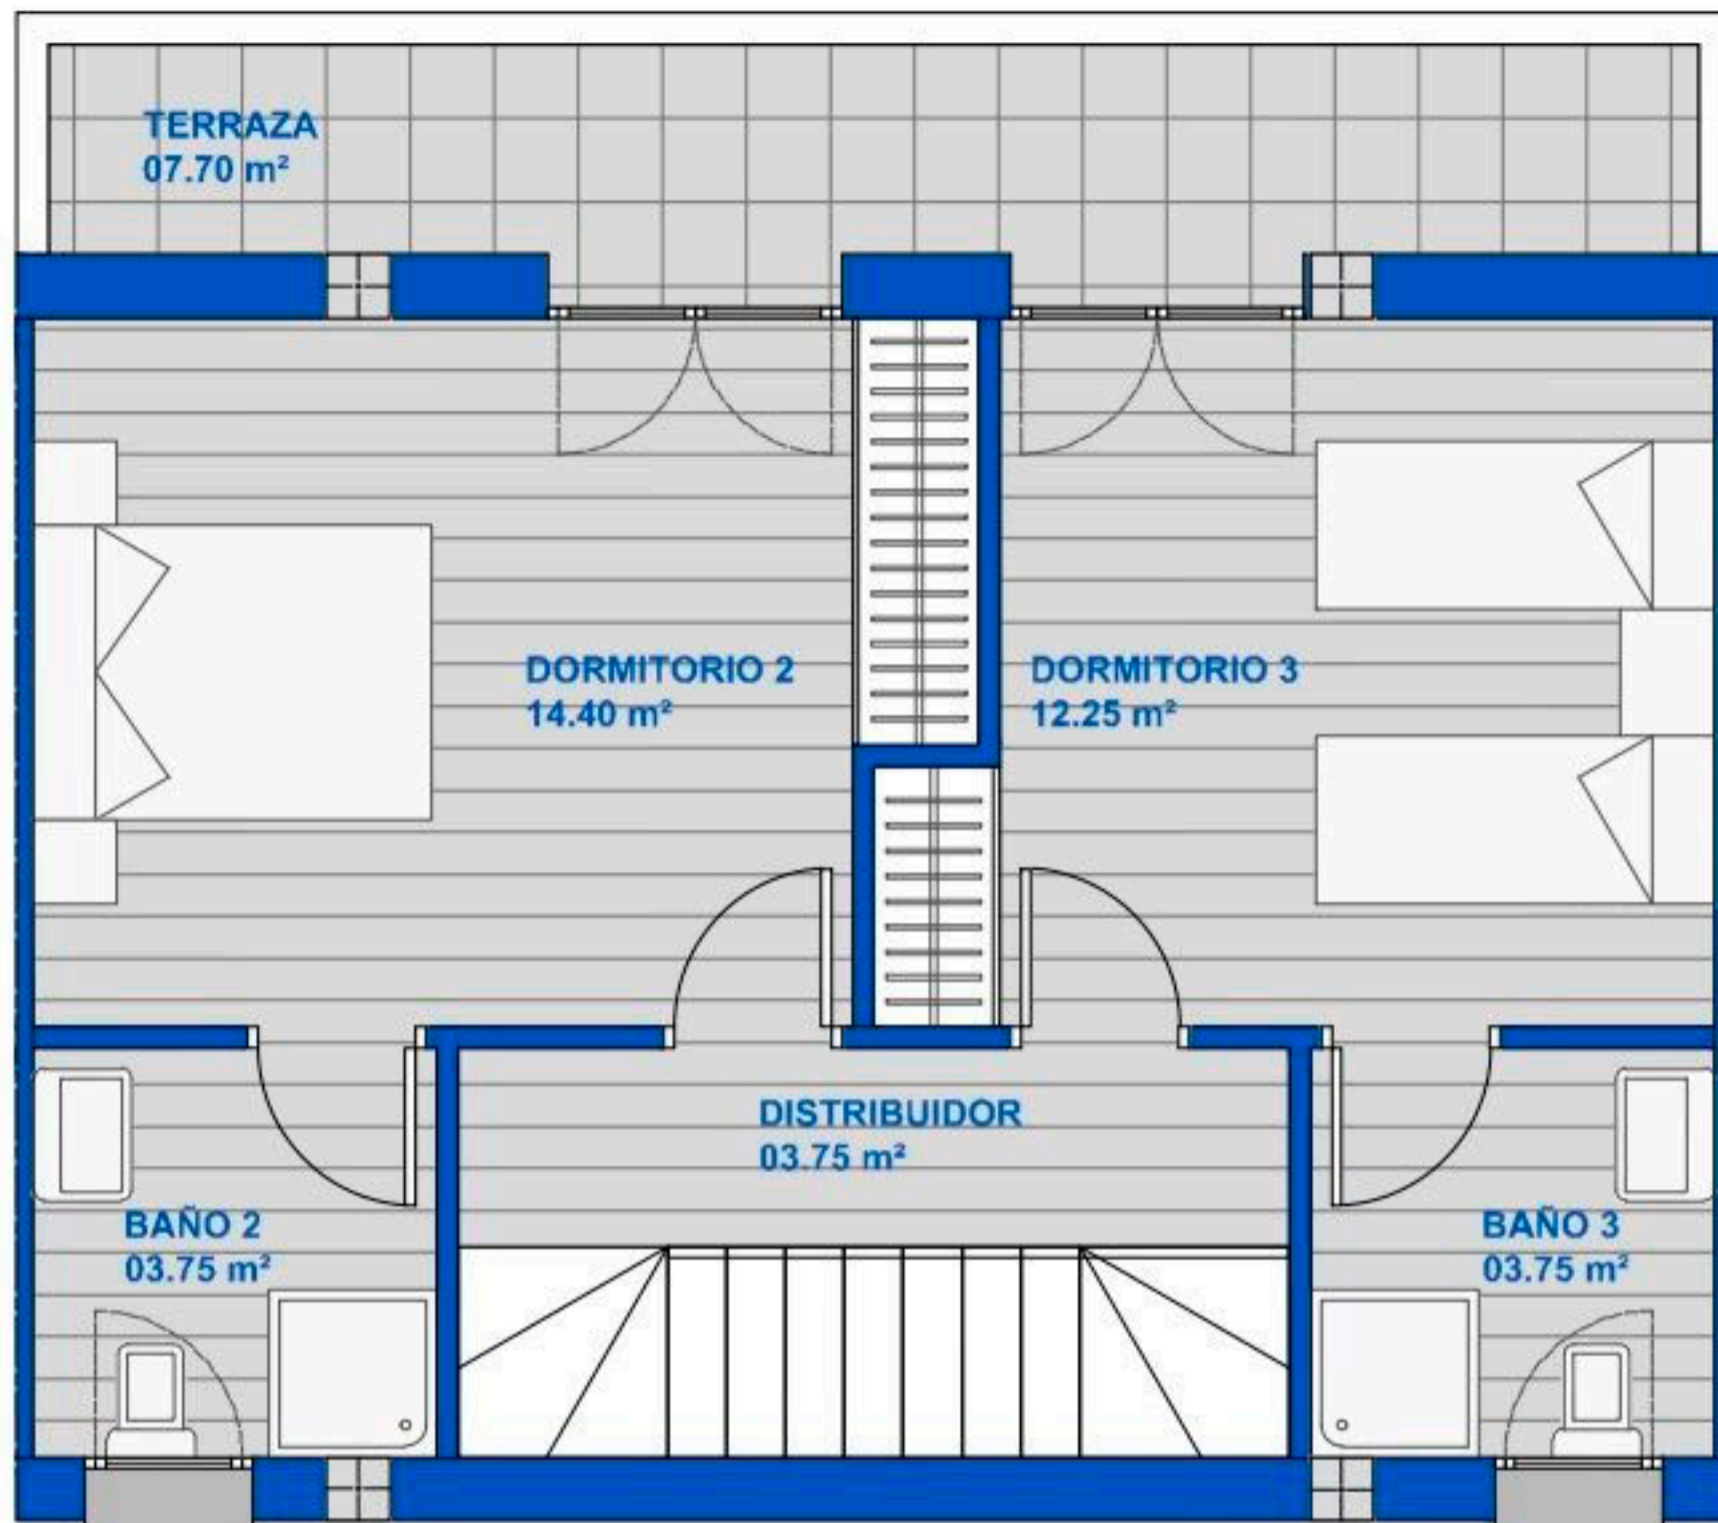 TERRAZA
07.70 m²
DORMITORIO 2
14.40 m²
DORMITORIO 3
12.25 m²
DISTRIBUIDOR
03.75 m²
BAÑO 2
03.75 m²
BAÑO 3
03.75 m²